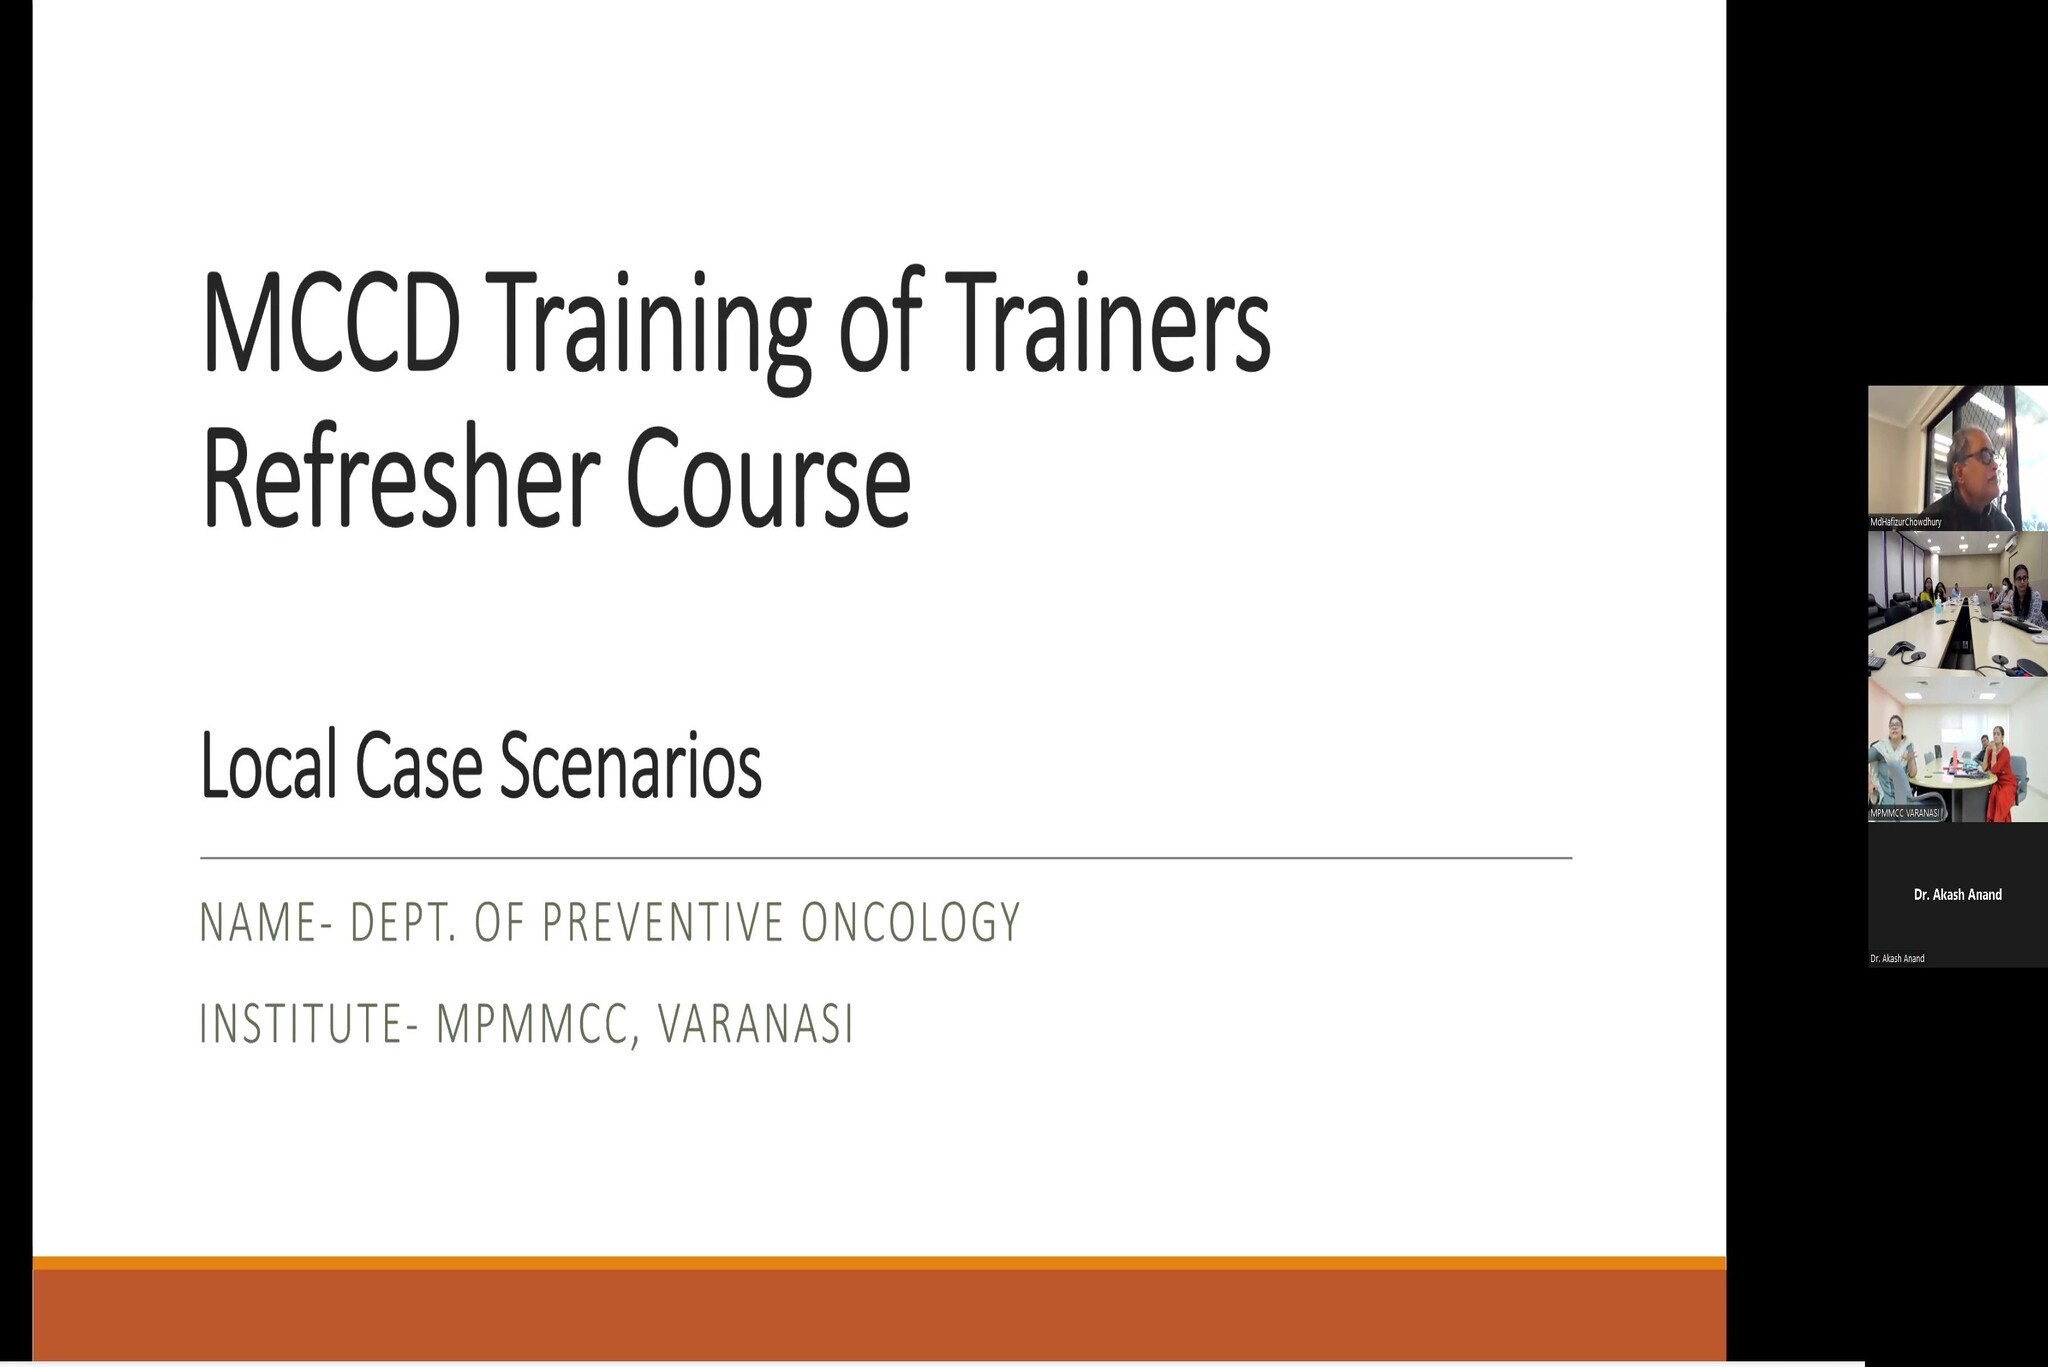 MCCD Training of Trainers
Refresher Course
Local Case Scenarios
NAME- DEPT. OF PREVENTIVE ONCOLOGY
INSTITUTE- MPMMCC, VARANASI
MdHafizurChowdhury
MPMMCC VARANASI
Dr. Akash Anand
Dr. Akash Anand